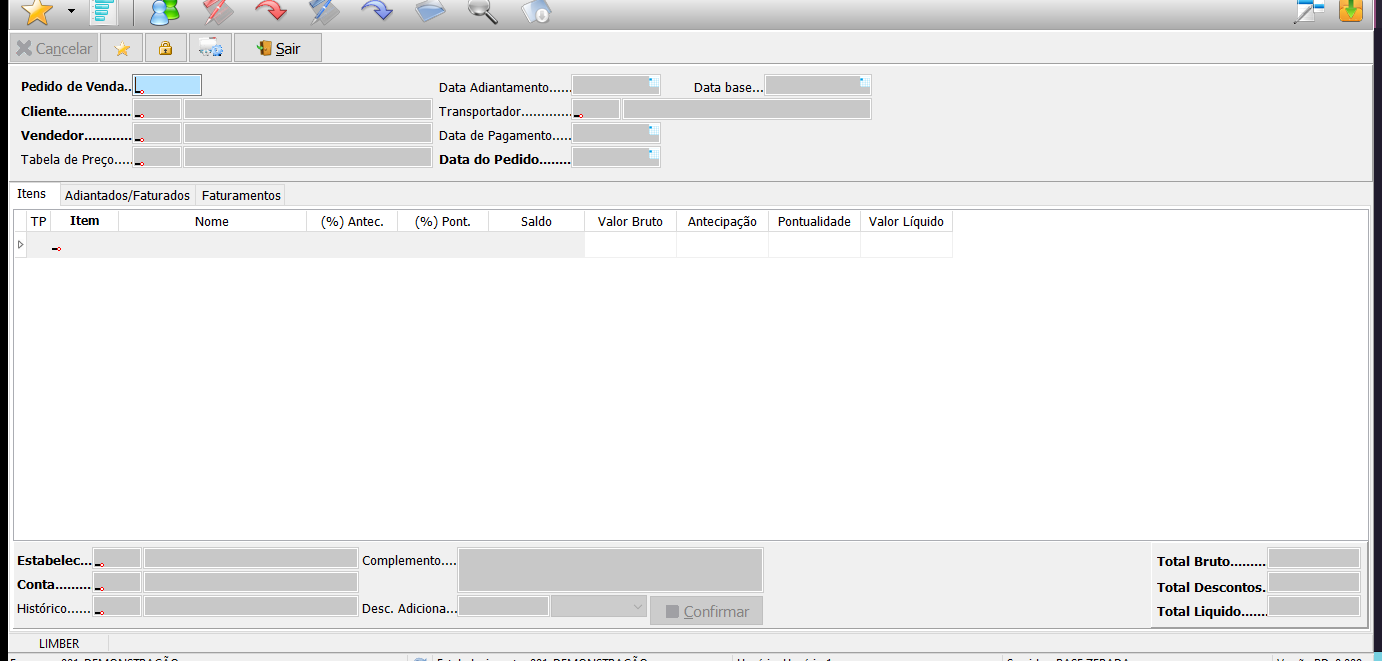 Cancelar Sair
Pedido de Venda.. Data Adiantamento...... Data base...
Cliente................ Transportador............
Vendedor............ Data de Pagamento.....
Tabela de Preço..... Data do Pedido........
Itens Adiantados/Faturados Faturamentos
TP Item Nome (%) Antec. (%) Pont. Saldo Valor Bruto Antecipação Pontualidade Valor Líquido
Estabelec... Complemento.... Total Bruto.........
Conta......... Total Descontos.
Histórico...... Desc. Adiciona... Confirmar Total Liquido.......
LIMBER